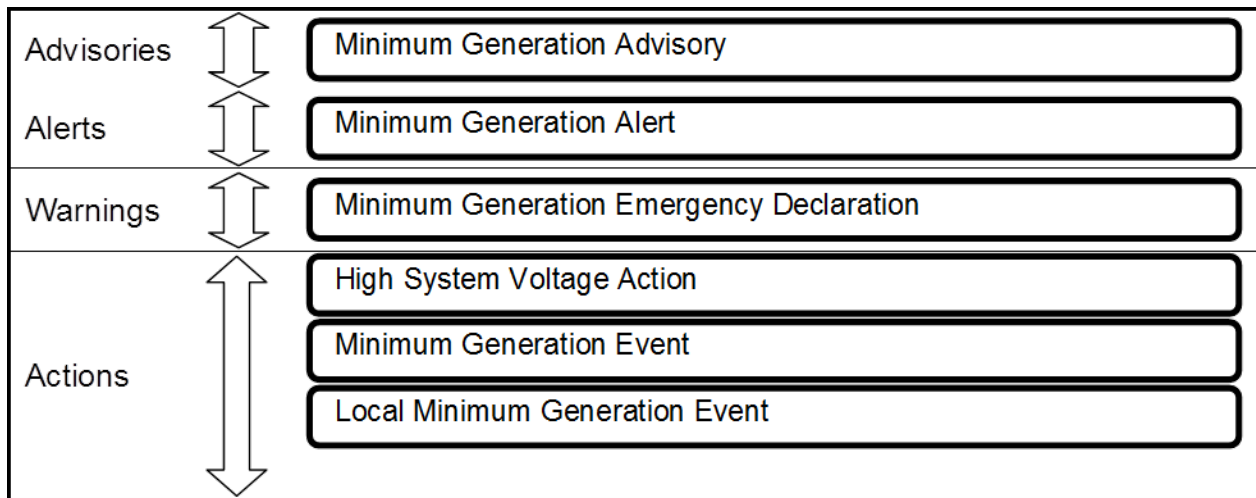 Advisories
Minimum Generation Advisory
Alerts
Minimum Generation Alert
Warnings
Minimum Generation Emergency Declaration
Actions
High System Voltage Action
Minimum Generation Event
Local Minimum Generation Event